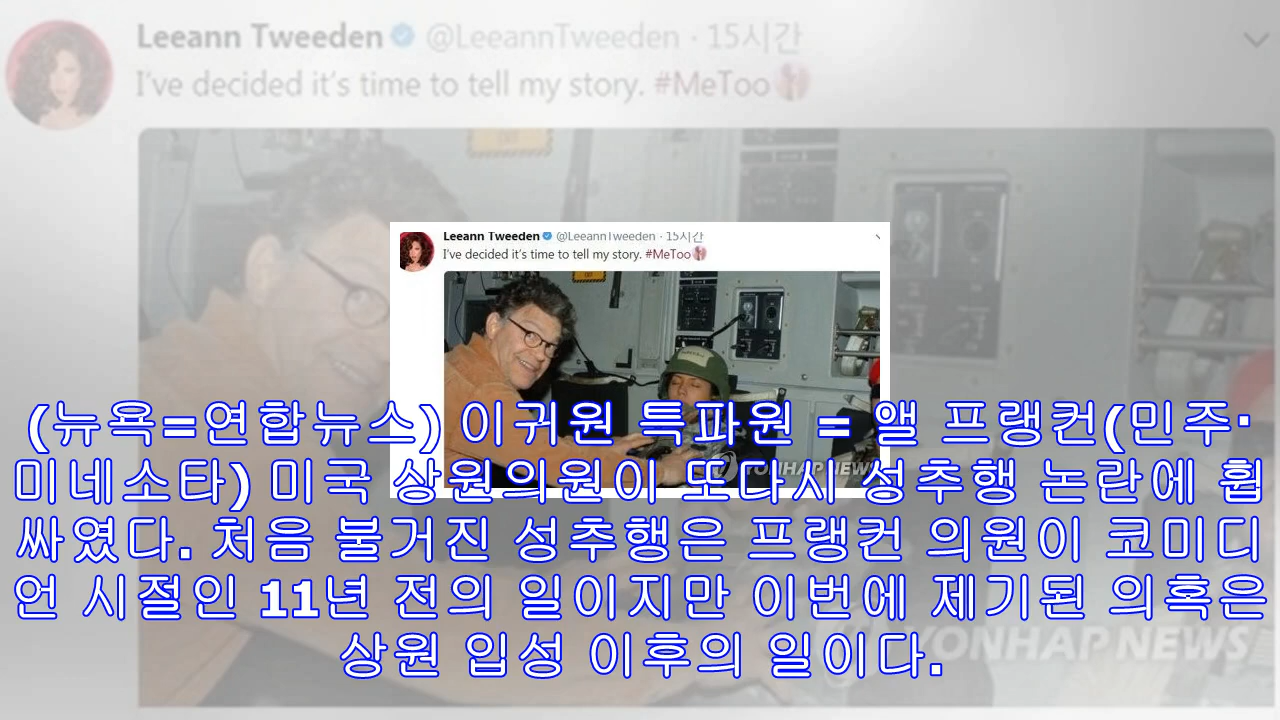 Leeann Tweeden @LeeannTweeden · 15시간
I've decided it's time to tell my story. #MeToo
Leeann Tweeden @LeeannTweeden · 15시간
I've decided it's time to tell my story. #MeToo
(뉴욕=연합뉴스) 이귀원 특파원 = 앨 프랭컨(민주·
미네소타) 미국 상원의원이 또다시 성추행 논란에 휩
싸였다. 처음 불거진 성추행은 프랭컨 의원이 코미디
언 시절인 11년 전의 일이지만 이번에 제기된 의혹은
상원 입성 이후의 일이다.
YONHAP NEWS
YONHAP NEWS